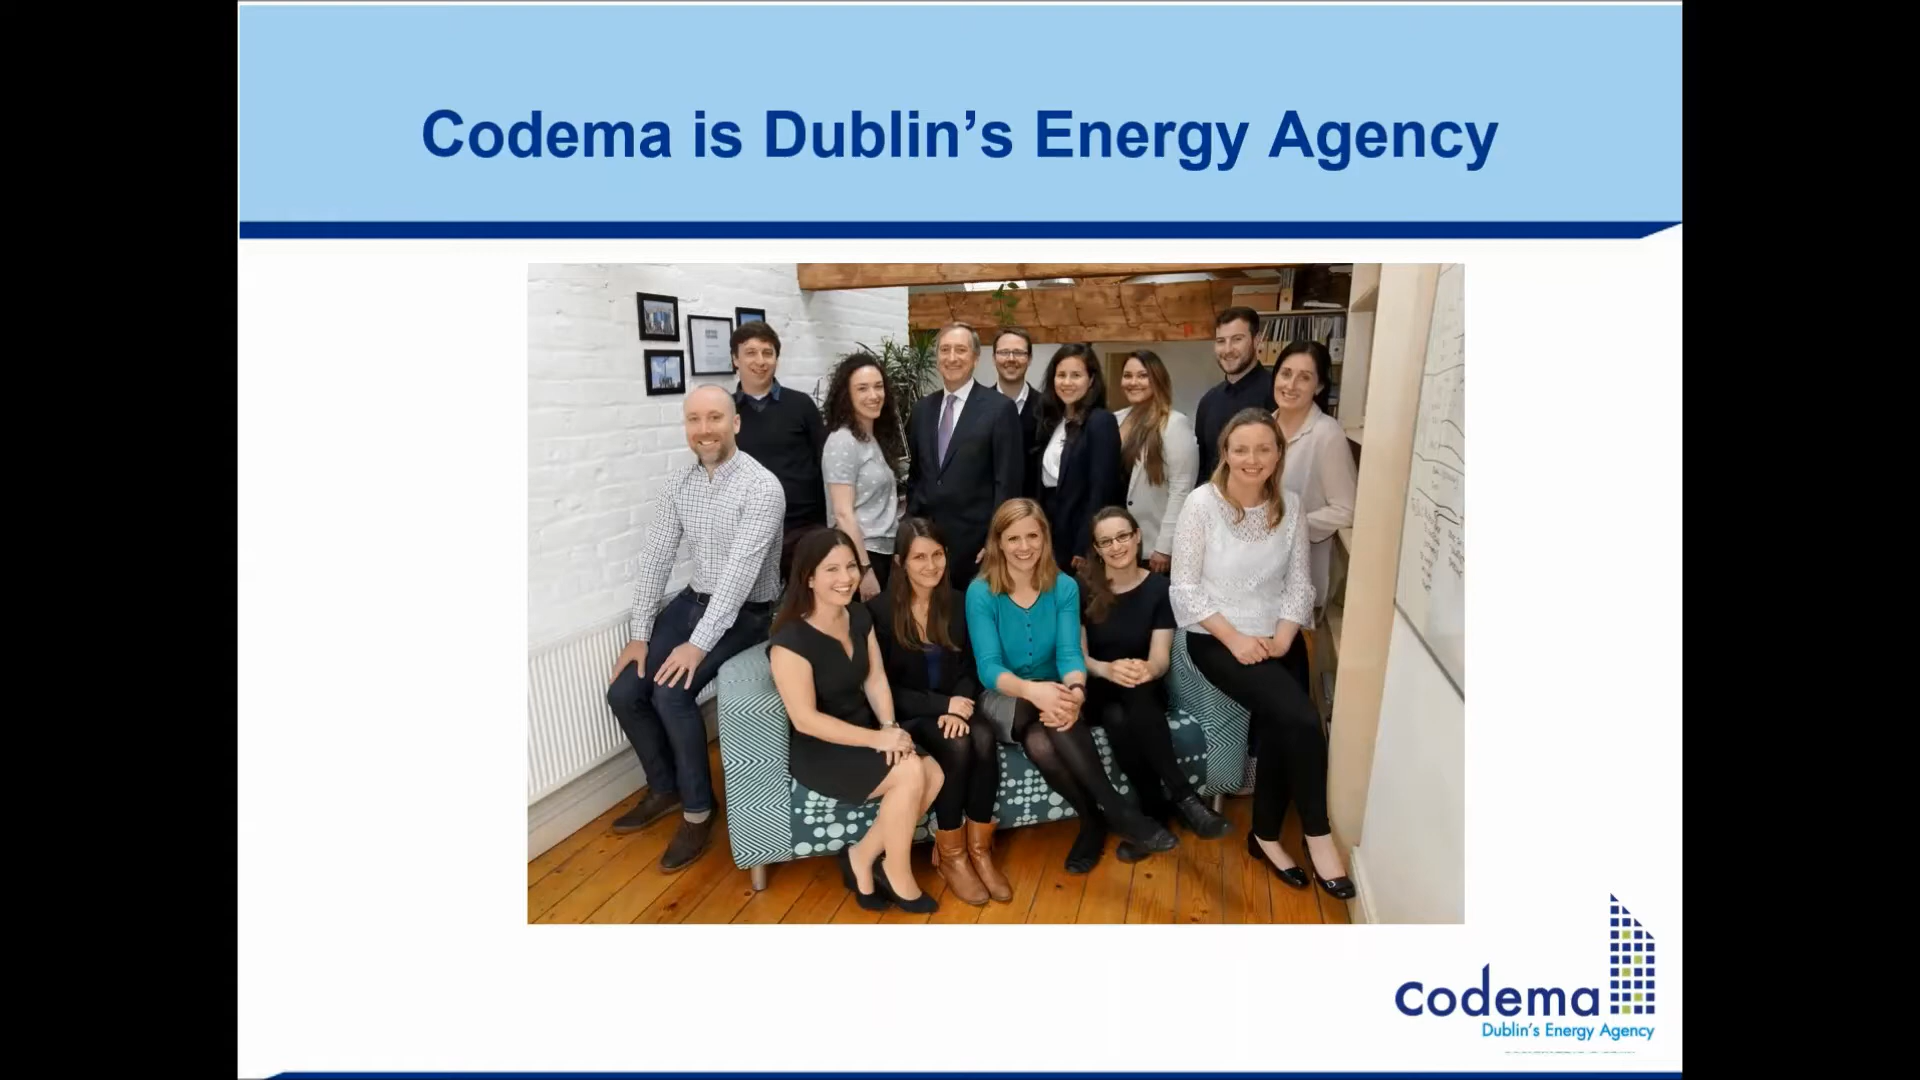 Codema is Dublin's Energy Agency
codema
Dublin's Energy Agency